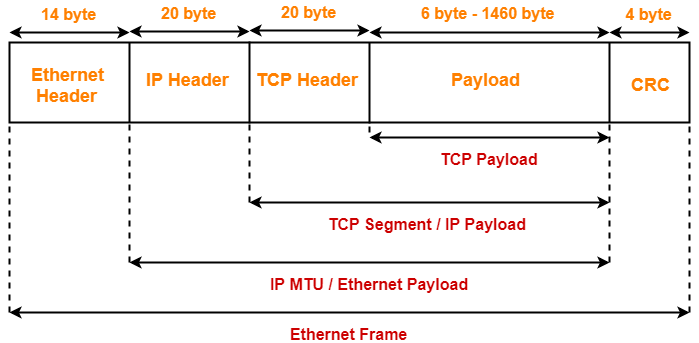 14 byte 20 byte 20 byte 6 byte - 1460 byte 4 byte
Ethernet
Header
IP Header
TCP Header
Payload
CRC
TCP Payload
TCP Segment / IP Payload
IP MTU / Ethernet Payload
Ethernet Frame